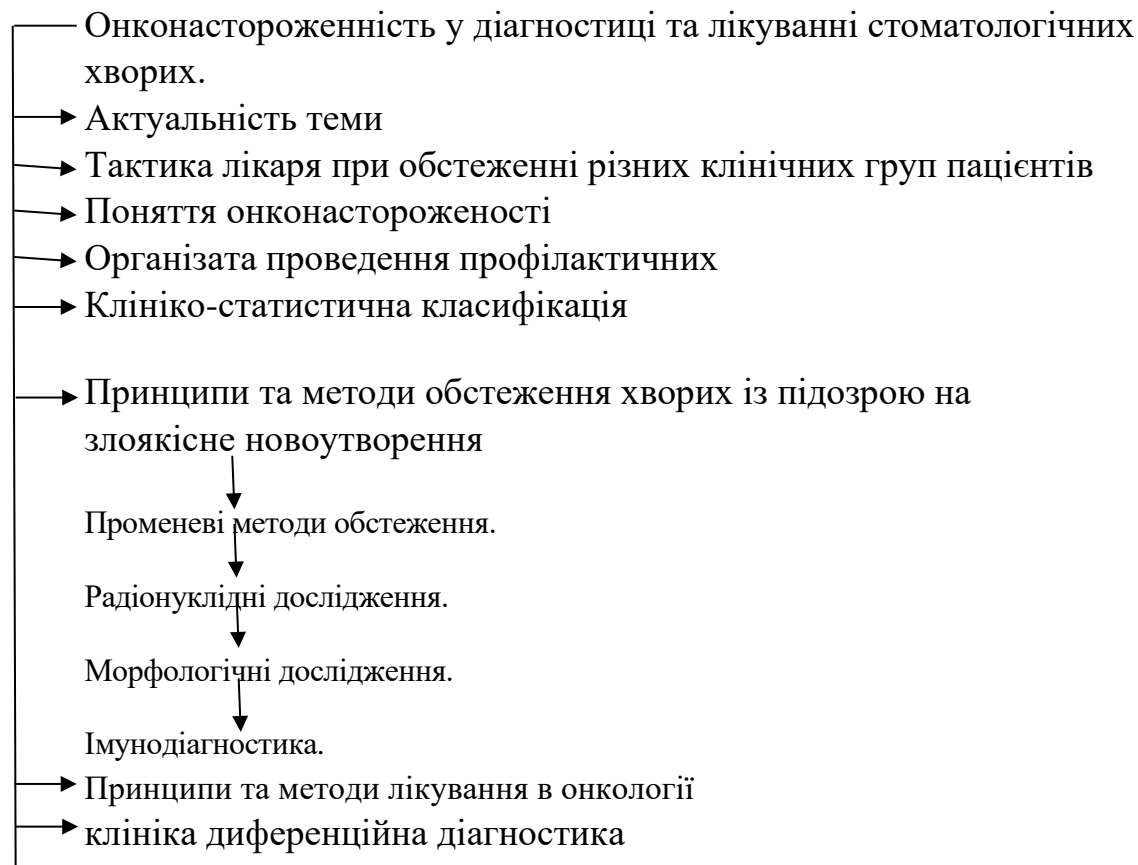 Онконастороженність у діагностиці та лікуванні стоматологічних
хворих.
Актуальність теми
Тактика лікаря при обстеженні різних клінічних груп пацієнтів
Поняття онконастороженості
Організата проведення профілактичних
Клініко-статистична класифікація
Принципи та методи обстеження хворих із підозрою на
злоякісне новоутворення
Променеві методи обстеження.
Радіонуклідні дослідження.
Морфологічні дослідження.
Імунодіагностика.
Принципи та методи лікування в онкології
клініка диференційна діагностика